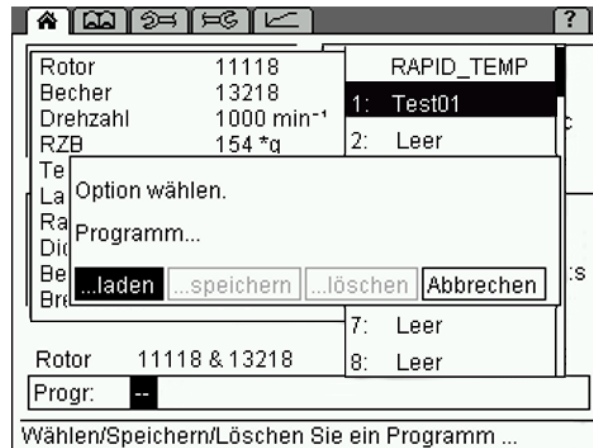 ?
Rotor 11118
Becher 13218
Drehzahl 1000 min⁻¹
RZB 154 *g
RAPID_TEMP
1: Test01
2: Leer
Option wählen.
Programm...
...laden ...speichern ...löschen Abbrechen
7: Leer
8: Leer
Rotor 11118 & 13218
Progr: --
Wählen/Speichern/Löschen Sie ein Programm ...